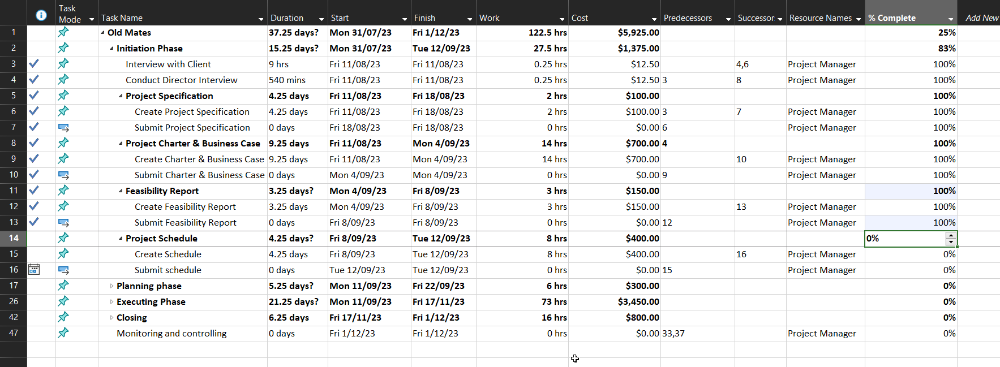 Task Mode Task Name Duration Start Finish Work Cost Predecessors Successor Resource Names % Complete Add New
1 Old Mates 37.25 days? Mon 31/07/23 Fri 1/12/23 122.5 hrs $5,925.00 25%
2 Initiation Phase 15.25 days? Mon 31/07/23 Tue 12/09/23 27.5 hrs $1,375.00 83%
3 Interview with Client 9 hrs Fri 11/08/23 Fri 11/08/23 0.25 hrs $12.50 4,6 Project Manager 100%
4 Conduct Director Interview 540 mins Fri 11/08/23 Fri 11/08/23 0.25 hrs $12.50 3 8 Project Manager 100%
5 Project Specification 4.25 days Fri 11/08/23 Fri 18/08/23 2 hrs $100.00 100%
6 Create Project Specification 4.25 days Fri 11/08/23 Fri 18/08/23 2 hrs $100.00 3 7 Project Manager 100%
7 Submit Project Specification 0 days Fri 18/08/23 Fri 18/08/23 0 hrs $0.00 6 Project Manager 100%
8 Project Charter & Business Case 9.25 days Fri 11/08/23 Mon 4/09/23 14 hrs $700.00 4 100%
9 Create Charter & Business Case 9.25 days Fri 11/08/23 Mon 4/09/23 14 hrs $700.00 10 Project Manager 100%
10 Submit Charter & Business Case 0 days Mon 4/09/23 Mon 4/09/23 0 hrs $0.00 9 Project Manager 100%
11 Feasibility Report 3.25 days? Mon 4/09/23 Fri 8/09/23 3 hrs $150.00 100%
12 Create Feasibility Report 3.25 days Mon 4/09/23 Fri 8/09/23 3 hrs $150.00 13 Project Manager 100%
13 Submit Feasibility Report 0 days Fri 8/09/23 Fri 8/09/23 0 hrs $0.00 12 Project Manager 100%
14 Project Schedule 4.25 days? Fri 8/09/23 Tue 12/09/23 8 hrs $400.00 0%
15 Create Schedule 4.25 days Fri 8/09/23 Tue 12/09/23 8 hrs $400.00 16 Project Manager 0%
16 Submit schedule 0 days Tue 12/09/23 Tue 12/09/23 0 hrs $0.00 15 Project Manager 0%
17 Planning phase 5.25 days? Mon 11/09/23 Fri 22/09/23 6 hrs $300.00 0%
26 Executing Phase 21.25 days? Mon 11/09/23 Fri 17/11/23 73 hrs $3,450.00 0%
42 Closing 6.25 days Fri 17/11/23 Fri 1/12/23 16 hrs $800.00 0%
47 Monitoring and controlling 0 days Fri 1/12/23 Fri 1/12/23 0 hrs $0.00 33,37 Project Manager 0%